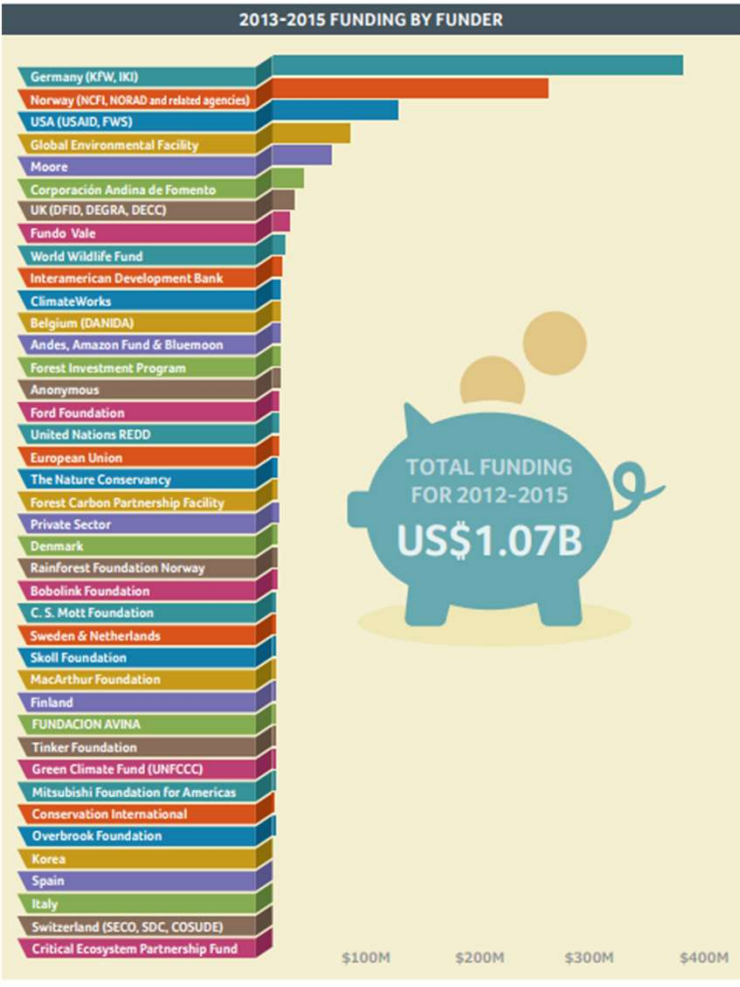 2013-2015 FUNDING BY FUNDER
Germany (KfW, IKI)
Norway (NCFI, NORAD and related agencies)
USA (USAID, FWS)
Global Environmental Facility
Moore
Corporación Andina de Fomento
UK (DFID, DEGRA, DECC)
Fundo Vale
World Wildlife Fund
Interamerican Development Bank
ClimateWorks
Belgium (DANIDA)
Andes, Amazon Fund & Bluemoon
Forest Investment Program
Anonymous
Ford Foundation
United Nations REDD
European Union
The Nature Conservancy
Forest Carbon Partnership Facility
Private Sector
Denmark
Rainforest Foundation Norway
Bobolink Foundation
C. S. Mott Foundation
Sweden & Netherlands
Skoll Foundation
MacArthur Foundation
Finland
FUNDACION AVINA
Tinker Foundation
Green Climate Fund (UNFCCC)
Mitsubishi Foundation for Americas
Conservation International
Overbrook Foundation
Korea
Spain
Italy
Switzerland (SECO, SDC, COSUDE)
Critical Ecosystem Partnership Fund
TOTAL FUNDING
FOR 2012-2015
US$1.07B
$100M $200M $300M $400M